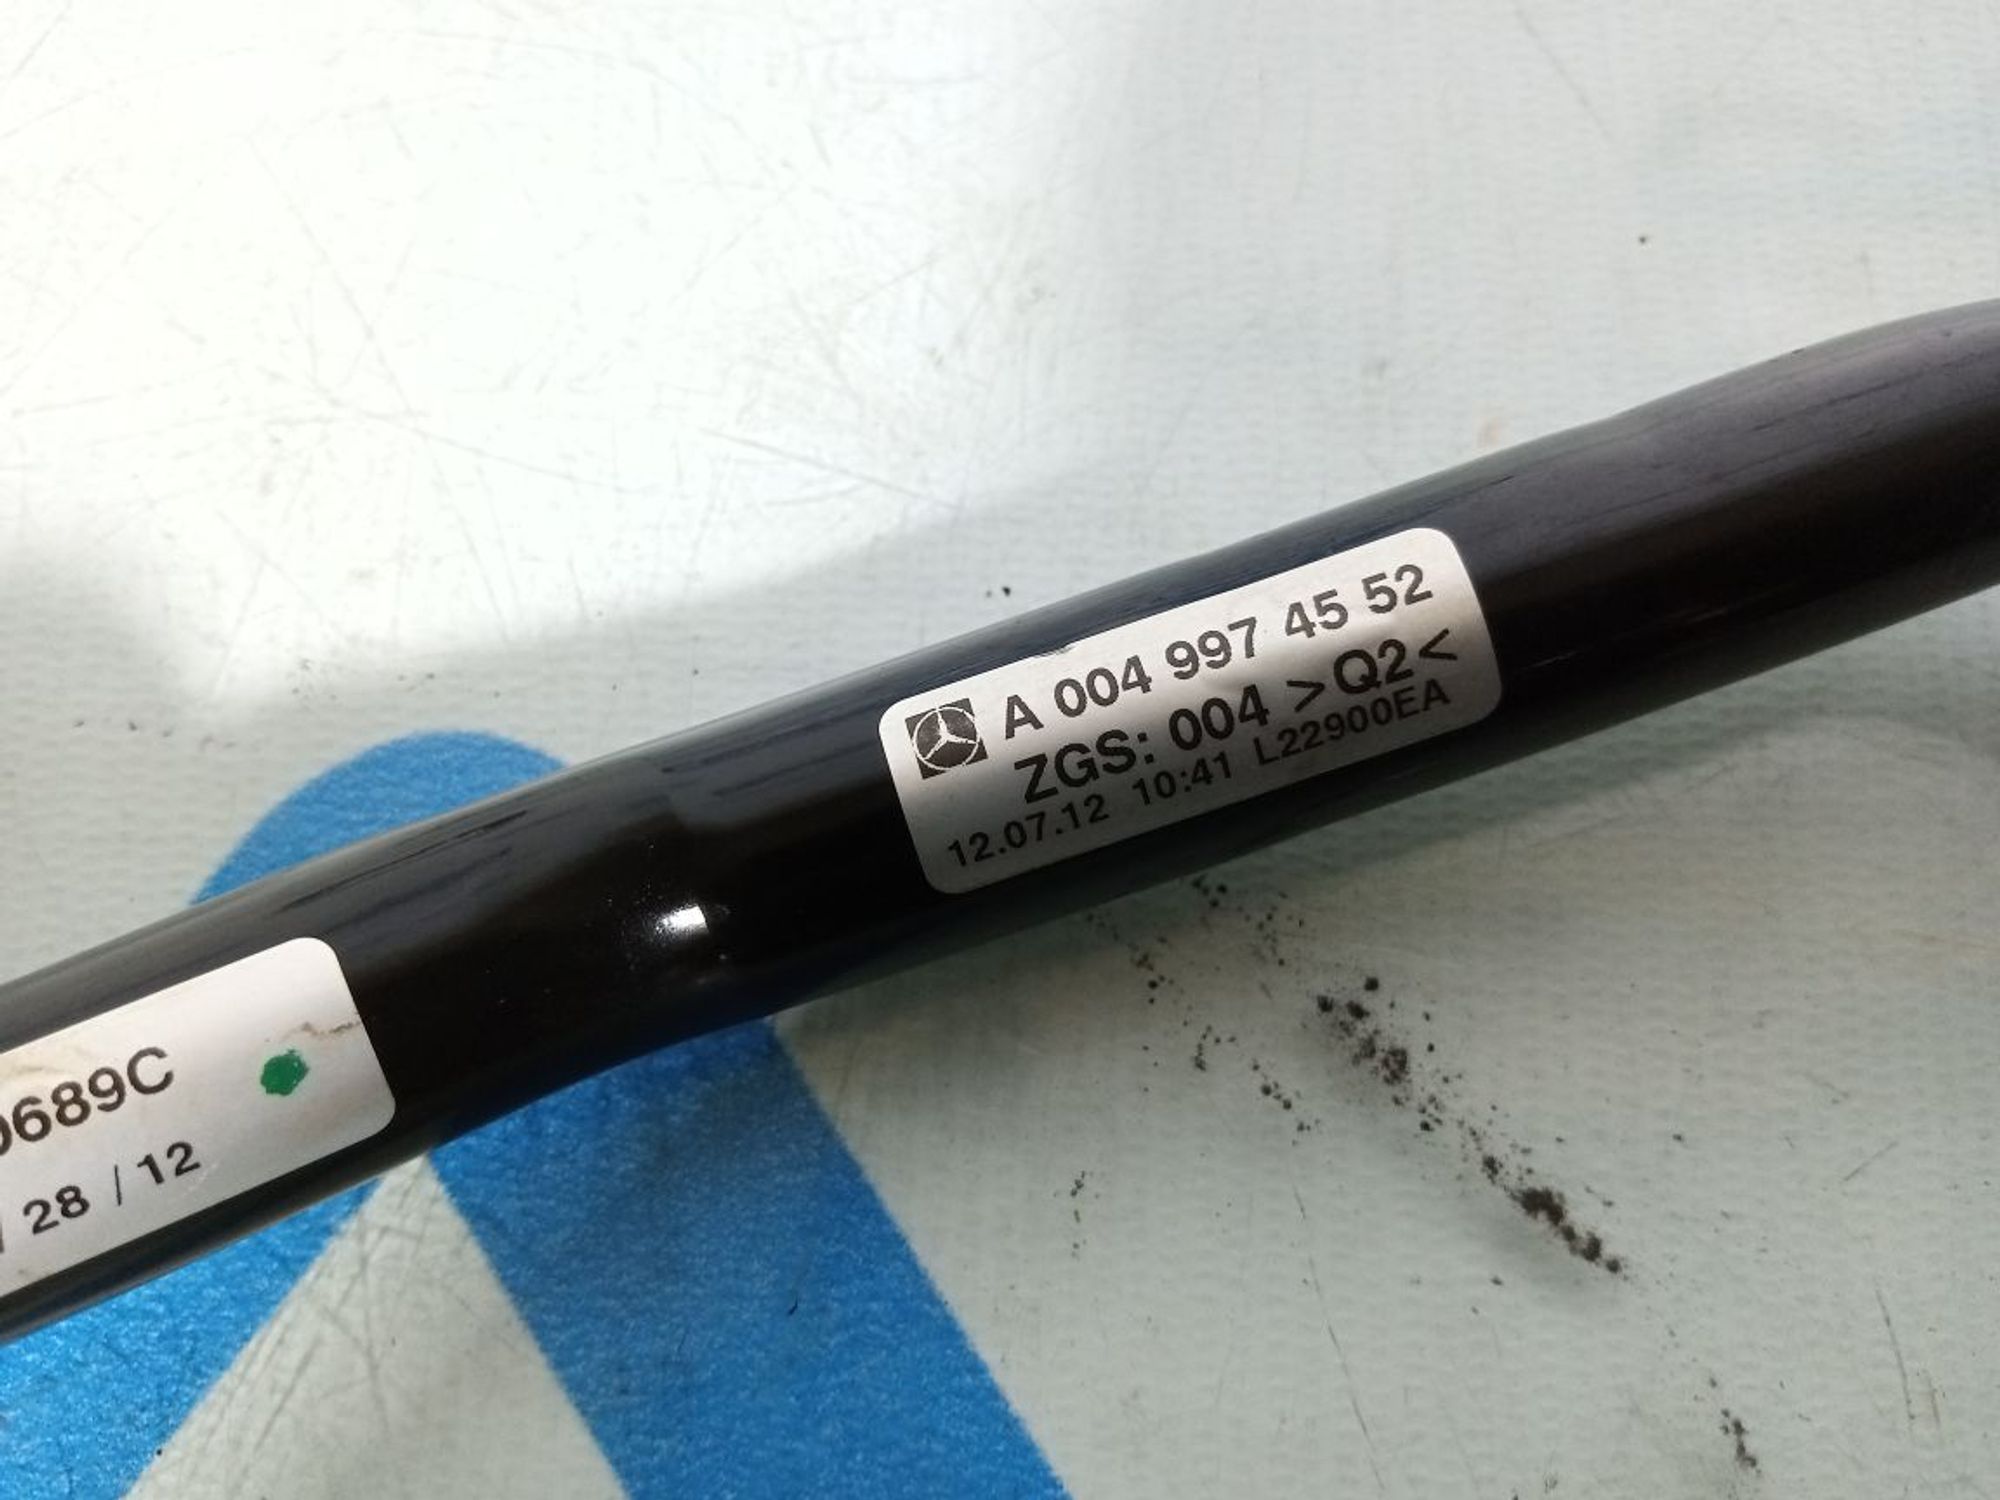 A 004 997 45 52
ZGS: 004 >Q2<
12.07.12 10:41 L22900EA
0689C
28 / 12